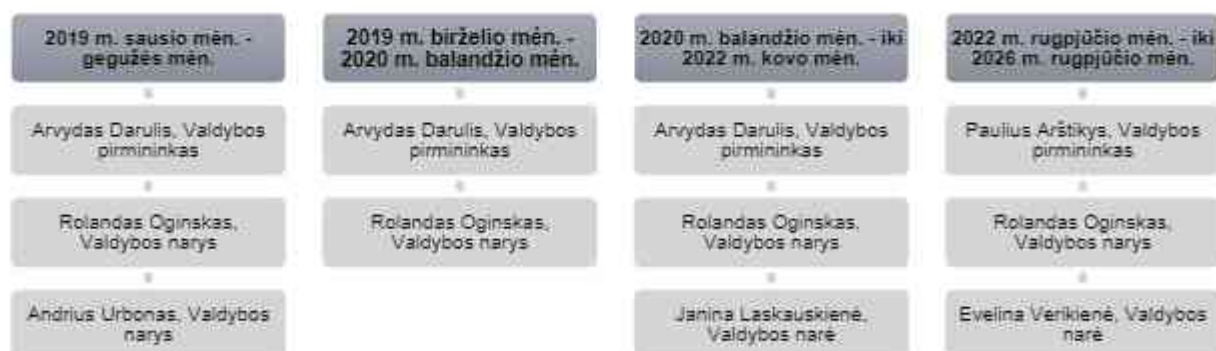 2019 m. sausio mėn. -
gegužės mėn.
Arvydas Darulis, Valdybos
pirmininkas
Rolandas Oginskas,
Valdybos narys
Andrius Urbonas, Valdybos
narys
2019 m. birželio mėn. -
2020 m. balandžio mėn.
Arvydas Darulis, Valdybos
pirmininkas
Rolandas Oginskas,
Valdybos narys
2020 m. balandžio mėn. - iki
2022 m. kovo mėn.
Arvydas Darulis, Valdybos
pirmininkas
Rolandas Oginskas,
Valdybos narys
Janina Laskauskienė,
Valdybos narė
2022 m. rugpjūčio mėn. - iki
2026 m. rugpjūčio mėn.
Paulius Arštikys, Valdybos
pirmininkas
Rolandas Oginskas,
Valdybos narys
Evelina Verikienė, Valdybos
narė